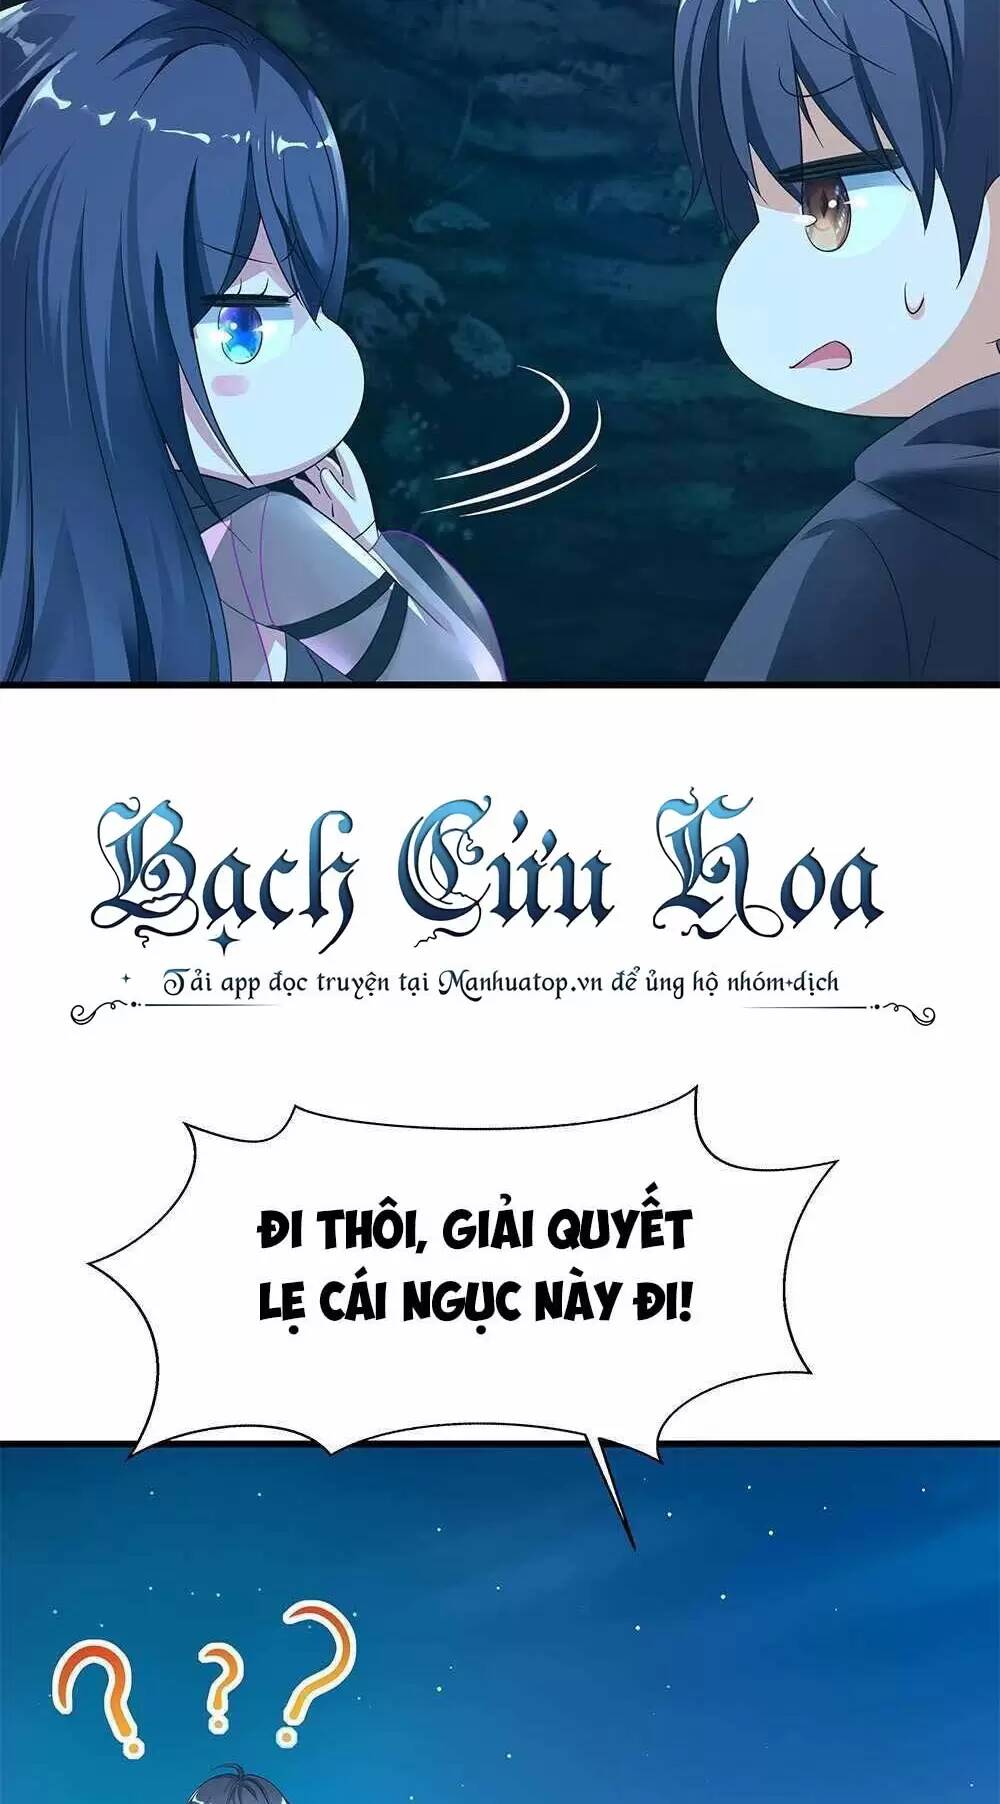 Bạch Cửu Hoa
Tải app đọc truyện tại Manhuatop.vn để ủng hộ nhóm dịch
ĐI THÔI, GIẢI QUYẾT
LẸ CÁI NGỤC NÀY ĐI!
???